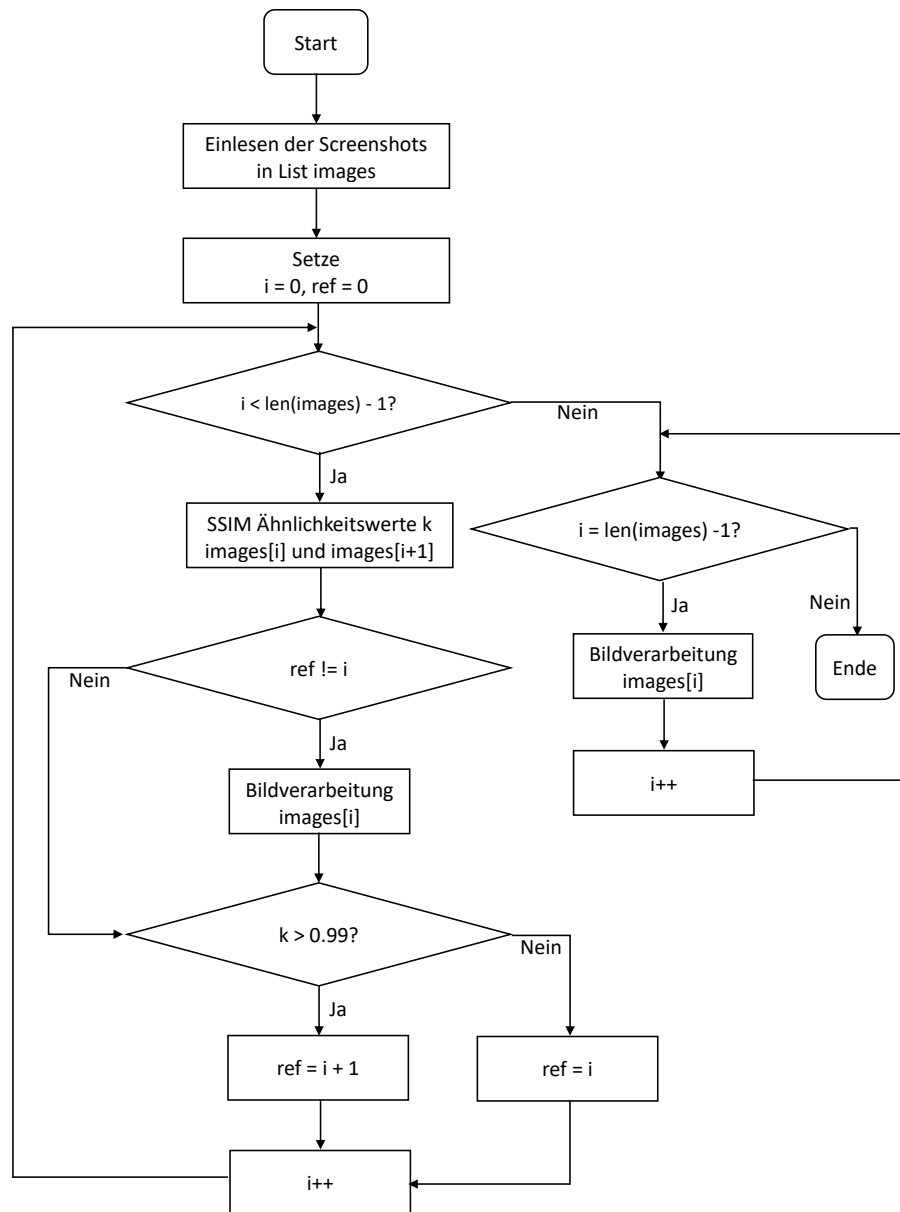 Start
Einlesen der Screenshots
in List images
Setze
i = 0, ref = 0
i < len(images) - 1?
Nein
Ja
SSIM Ähnlichkeitswerte k
images[i] und images[i+1]
i = len(images) -1?
Nein
Ja
Bildverarbeitung
images[i]
Ende
i++
ref != i
Nein
Ja
Bildverarbeitung
images[i]
k > 0.99?
Nein
Ja
ref = i + 1
ref = i
i++